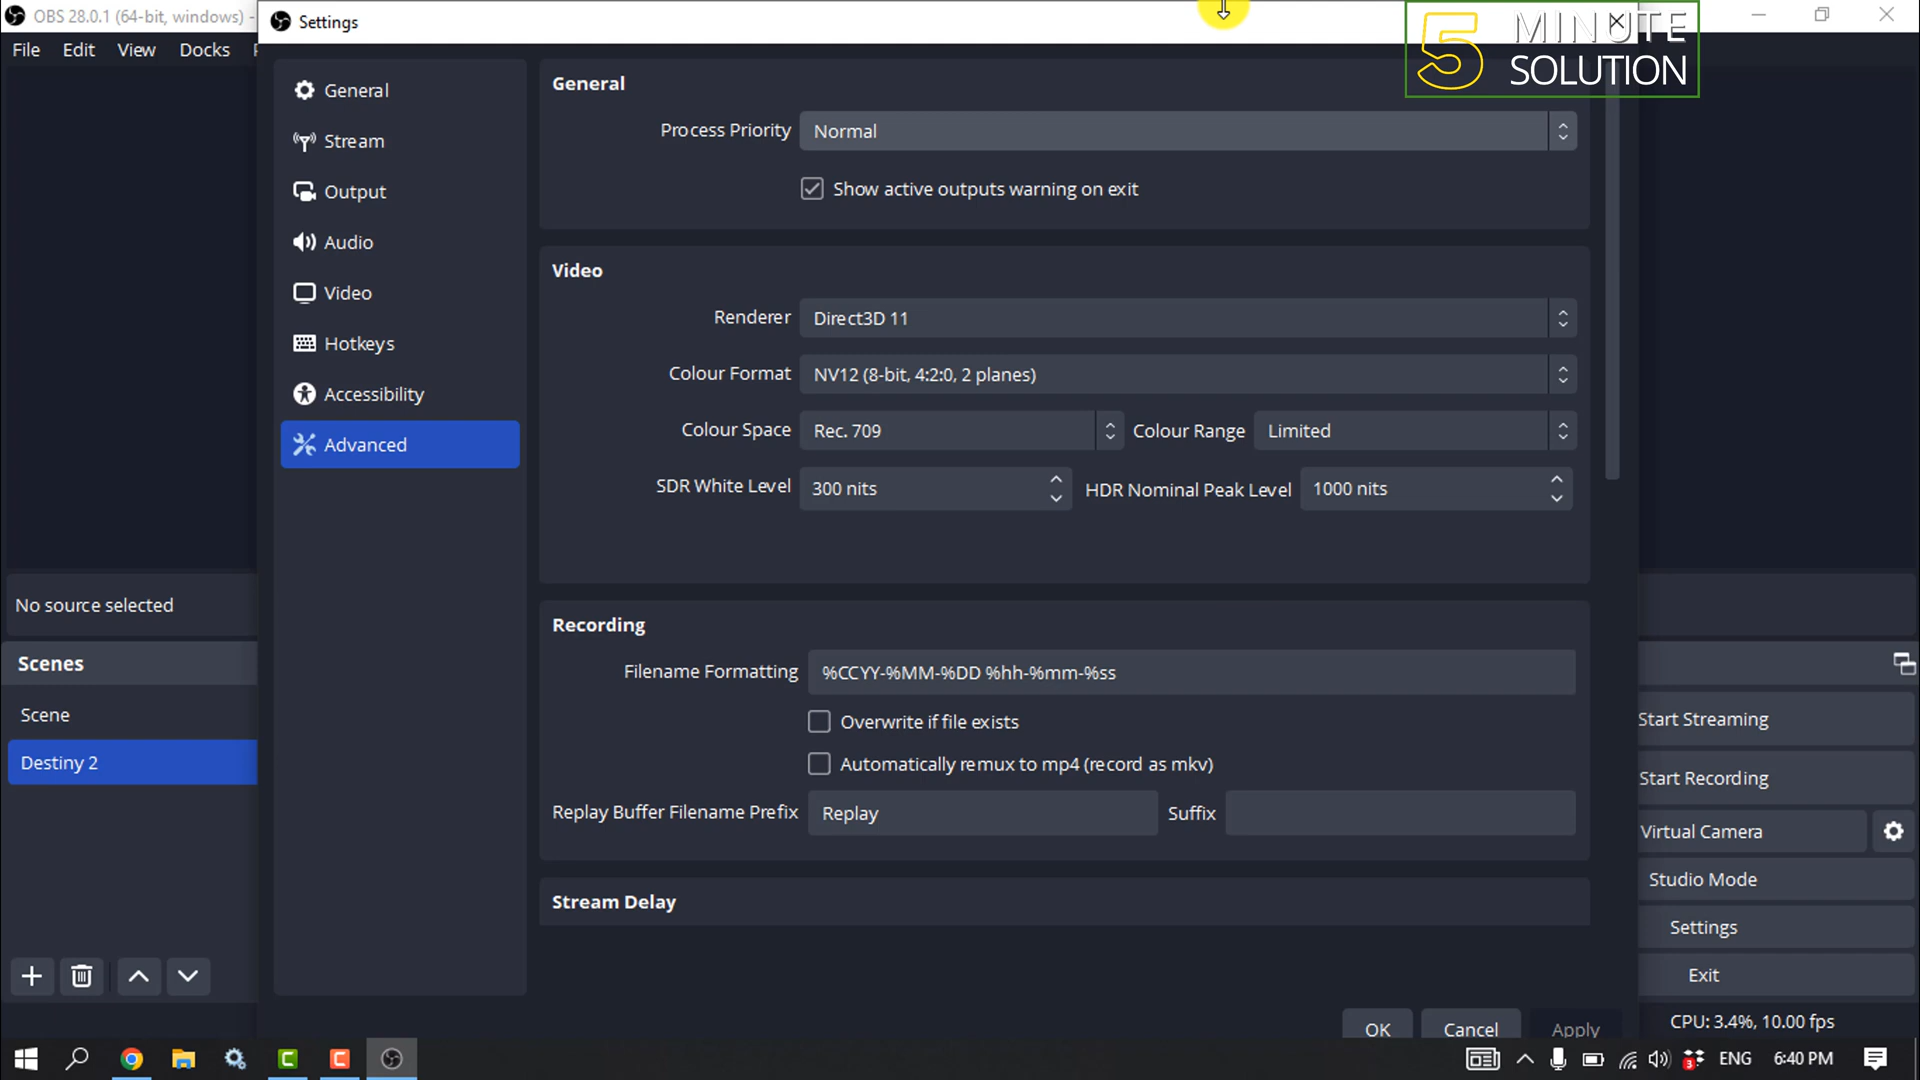 OBS 28.0.1 (64-bit, windows) -
Settings
5 MINUTE
SOLUTION
File Edit View Docks
General
Stream
Output
Audio
Video
Hotkeys
Accessibility
Advanced
General
Process Priority Normal
Show active outputs warning on exit
Video
Renderer Direct3D 11
Colour Format NV12 (8-bit, 4:2:0, 2 planes)
Colour Space Rec. 709 Colour Range Limited
SDR White Level 300 nits HDR Nominal Peak Level 1000 nits
Recording
Filename Formatting %CCYY-%MM-%DD %hh-%mm-%ss
Overwrite if file exists
Automatically remux to mp4 (record as mkv)
Replay Buffer Filename Prefix Replay Suffix
Stream Delay
OK Cancel Apply
No source selected
Scenes
Scene
Destiny 2
Start Streaming
Start Recording
Virtual Camera
Studio Mode
Settings
Exit
CPU: 3.4%, 10.00 fps
3 ENG 6:40 PM